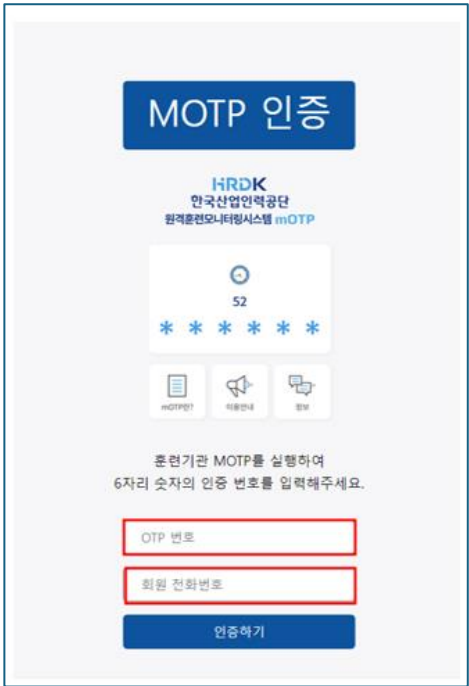 MOTP 인증
HRDK
한국산업인력공단
원격훈련모니터링시스템 mOTP
52
* * * * * *
mOTP란? 이용안내 정보
훈련기관 MOTP를 실행하여
6자리 숫자의 인증 번호를 입력해주세요.
OTP 번호
회원 전화번호
인증하기